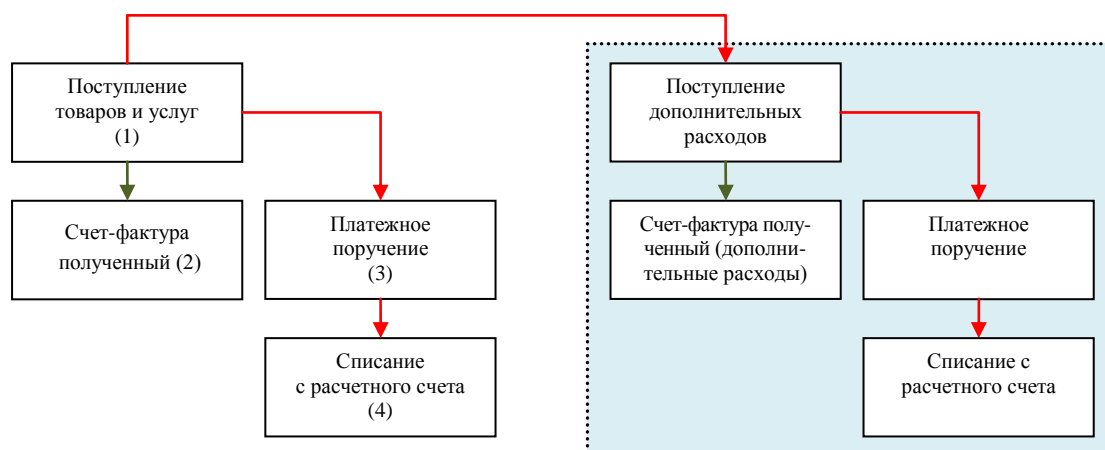 Поступление
товаров и услуг
(1)
Поступление
дополнительных
расходов
Счет-фактура
полученный (2)
Платежное
поручение
(3)
Счет-фактура полу-
ченный (дополни-
тельные расходы)
Платежное
поручение
Списание
с расчетного счета
(4)
Списание с
расчетного счета